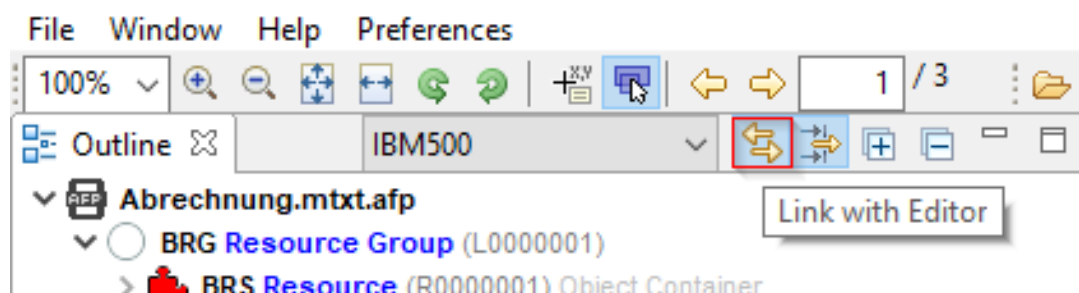 File Window Help Preferences
100% X,Y 1 / 3
Outline IBM500
Link with Editor
AFP Abrechnung.mtxt.afp
BRG Resource Group (L0000001)
BRS Resource (R0000001) Object Container